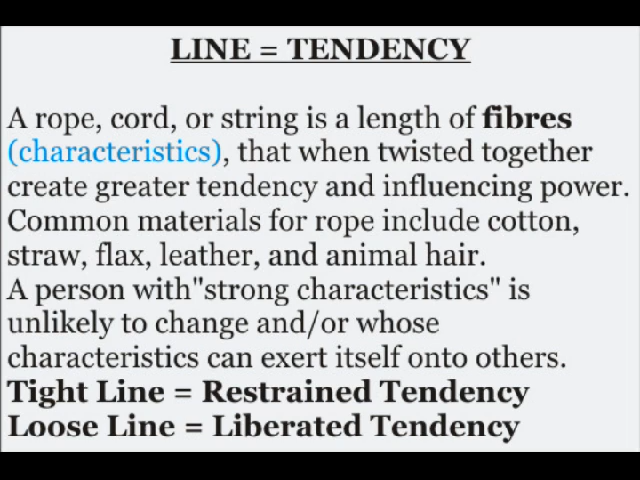 LINE = TENDENCY
A rope, cord, or string is a length of fibres
(characteristics), that when twisted together
create greater tendency and influencing power.
Common materials for rope include cotton,
straw, flax, leather, and animal hair.
A person with"strong characteristics" is
unlikely to change and/or whose
characteristics can exert itself onto others.
Tight Line = Restrained Tendency
Loose Line = Liberated Tendency